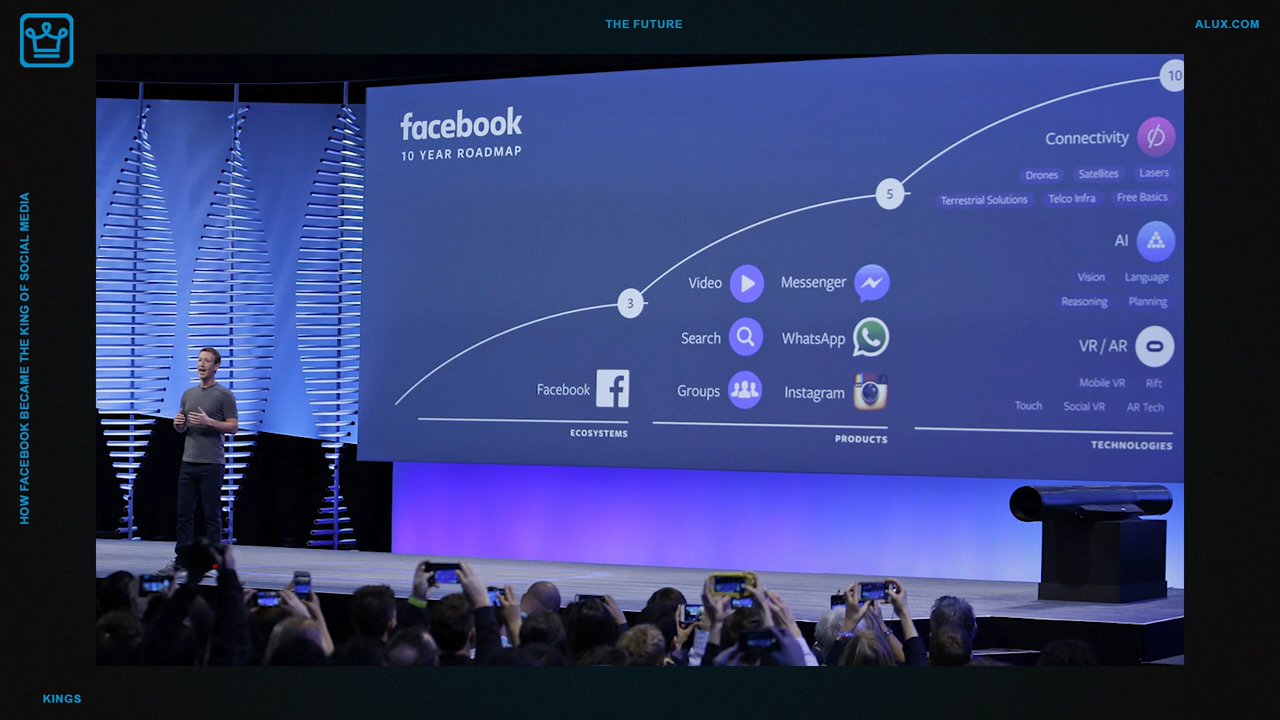 THE FUTURE
ALUX.COM
HOW FACEBOOK BECAME THE KING OF SOCIAL MEDIA
facebook
10 YEAR ROADMAP
10
5
3
Facebook
ECOSYSTEMS
Video
Messenger
Search
WhatsApp
Groups
Instagram
PRODUCTS
Connectivity
Drones Satellites Lasers
Terrestrial Solutions Telco Infra Free Basics
AI
Vision Language
Reasoning Planning
VR / AR
Mobile VR Rift
Touch Social VR AR Tech
TECHNOLOGIES
KINGS